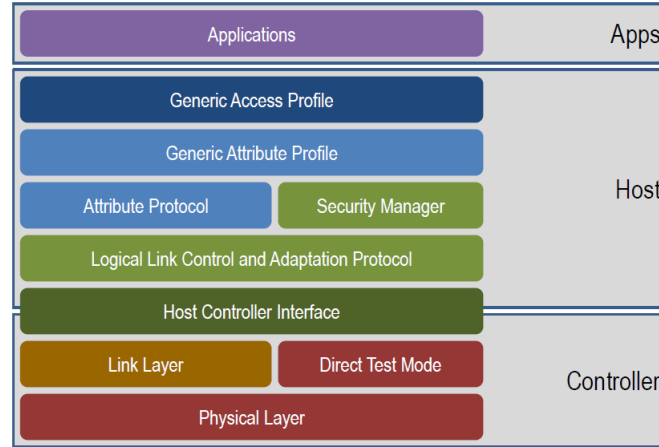 Applications
Apps
Generic Access Profile
Generic Attribute Profile
Attribute Protocol
Security Manager
Host
Logical Link Control and Adaptation Protocol
Host Controller Interface
Link Layer
Direct Test Mode
Controller
Physical Layer